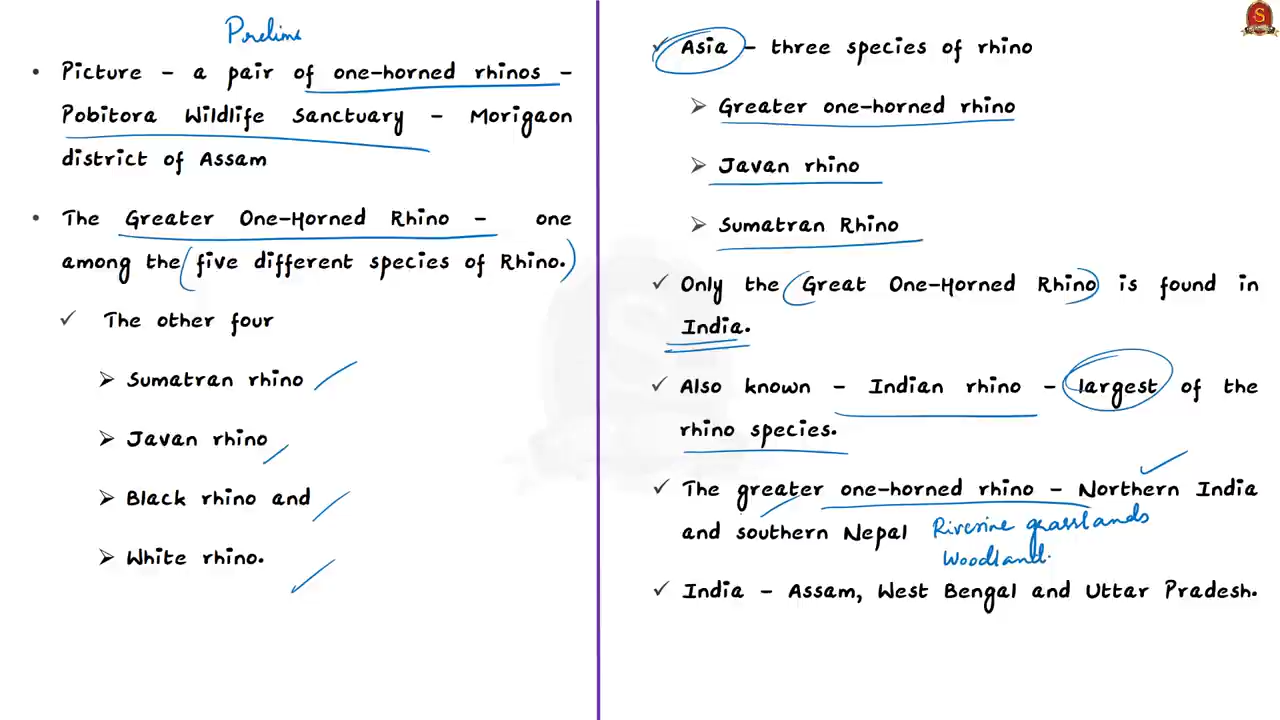 Prelims
• Picture - a pair of one-horned rhinos -
Pobitora Wildlife Sanctuary - Morigaon
district of Assam
• The Greater One-Horned Rhino - one
among the five different species of Rhino.
✓ The other four
➢ Sumatran rhino
➢ Javan rhino
➢ Black rhino and
➢ White rhino.
✓ Asia - three species of rhino
➢ Greater one-horned rhino
➢ Javan rhino
➢ Sumatran Rhino
✓ Only the Great One-Horned Rhino is found in
India.
✓ Also known - Indian rhino - largest of the
rhino species.
✓ The greater one-horned rhino - Northern India
and southern Nepal Riverine grasslands
Woodland.
✓ India - Assam, West Bengal and Uttar Pradesh.
S